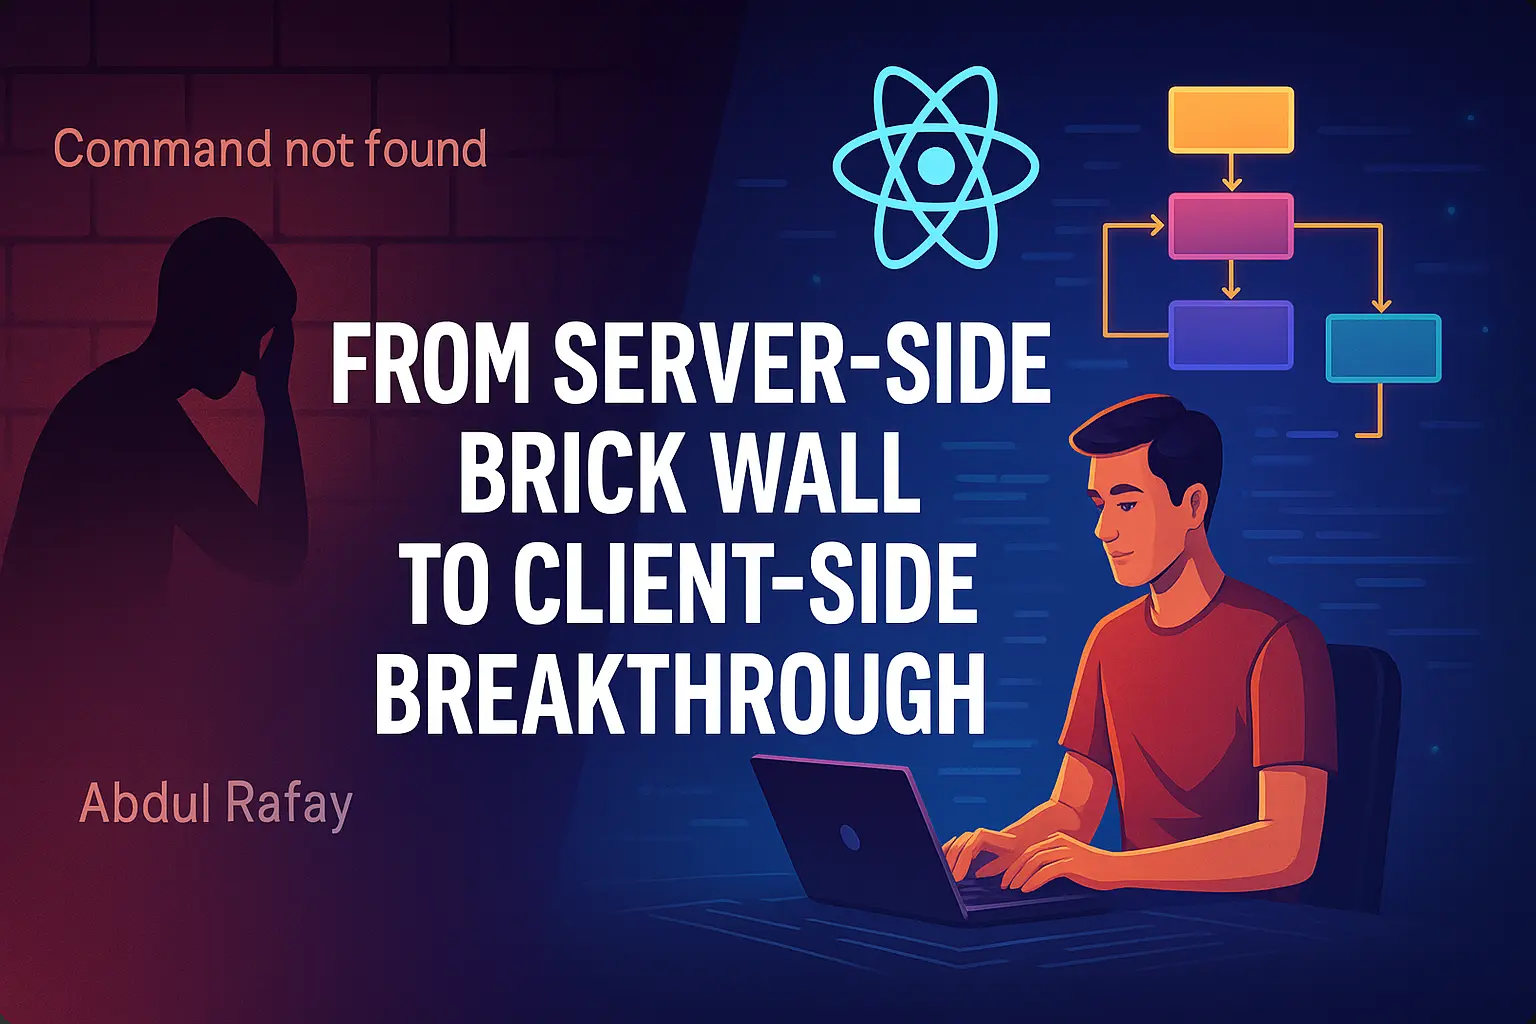 Command not found
FROM SERVER-SIDE
BRICK WALL
TO CLIENT-SIDE
BREAKTHROUGH
Abdul Rafay